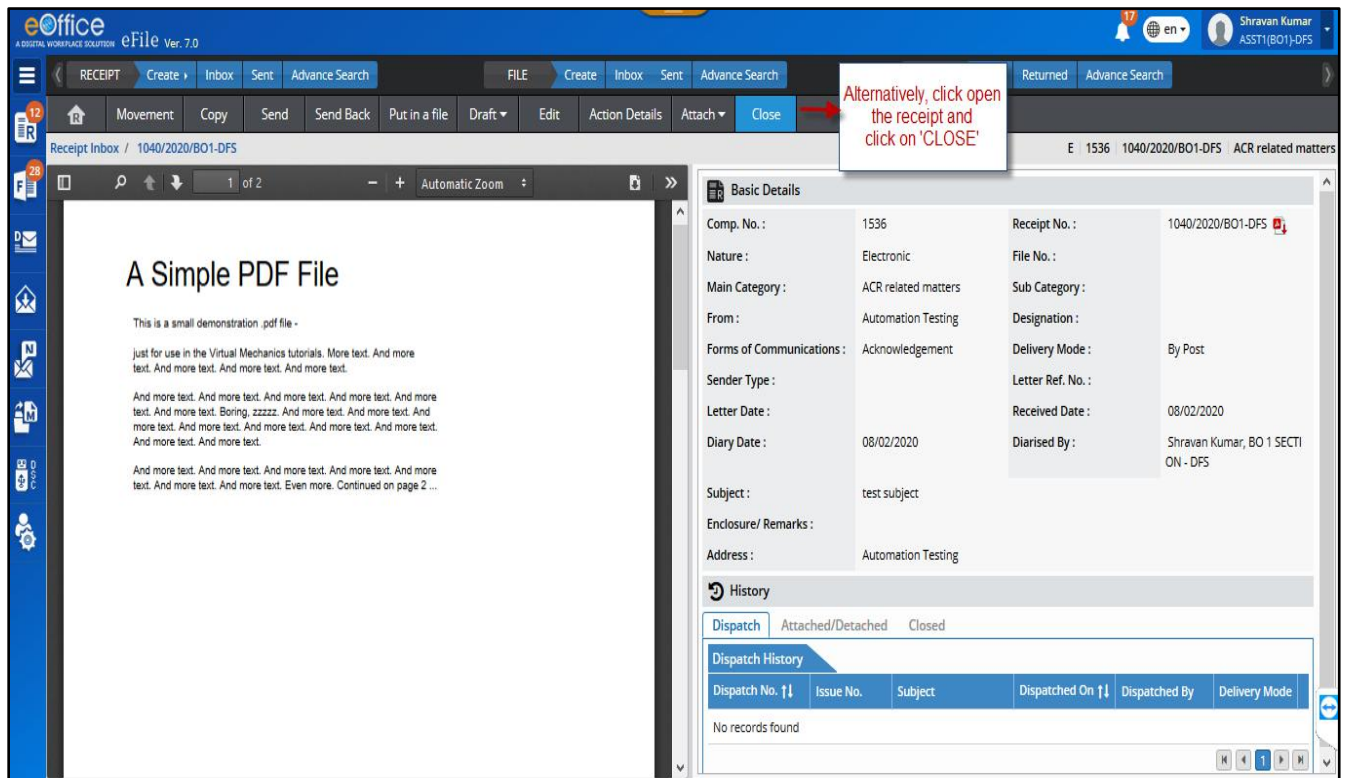 eOffice
A DIGITAL WORKPLACE SOLUTION eFile Ver. 7.0
17
en
Shravan Kumar
ASST1(BO1)-DFS
RECEIPT Create Inbox Sent Advance Search
FILE Create Inbox Sent Advance Search
Returned Advance Search
Alternatively, click open
the receipt and
click on 'CLOSE'
12
R
R Movement Copy Send Send Back Put in a file Draft Edit Action Details Attach Close
Receipt Inbox / 1040/2020/BO1-DFS
E 1536 1040/2020/BO1-DFS ACR related matters
28
F
D
N
M
DSC
1 of 2
− + Automatic Zoom
A Simple PDF File
This is a small demonstration .pdf file -
just for use in the Virtual Mechanics tutorials. More text. And more
text. And more text. And more text. And more text.
And more text. And more text. And more text. And more text. And more
text. And more text. Boring, zzzzz. And more text. And more text. And
more text. And more text. And more text. And more text. And more text.
And more text. And more text.
And more text. And more text. And more text. And more text. And more
text. And more text. And more text. Even more. Continued on page 2 ...
Basic Details
Comp. No. : 1536 Receipt No. : 1040/2020/BO1-DFS
Nature : Electronic File No. :
Main Category : ACR related matters Sub Category :
From : Automation Testing Designation :
Forms of Communications : Acknowledgement Delivery Mode : By Post
Sender Type : Letter Ref. No. :
Letter Date : Received Date : 08/02/2020
Diary Date : 08/02/2020 Diarised By : Shravan Kumar, BO 1 SECTI
ON - DFS
Subject : test subject
Enclosure/ Remarks :
Address : Automation Testing
History
Dispatch Attached/Detached Closed
Dispatch History
Dispatch No. Issue No. Subject Dispatched On Dispatched By Delivery Mode
No records found
1